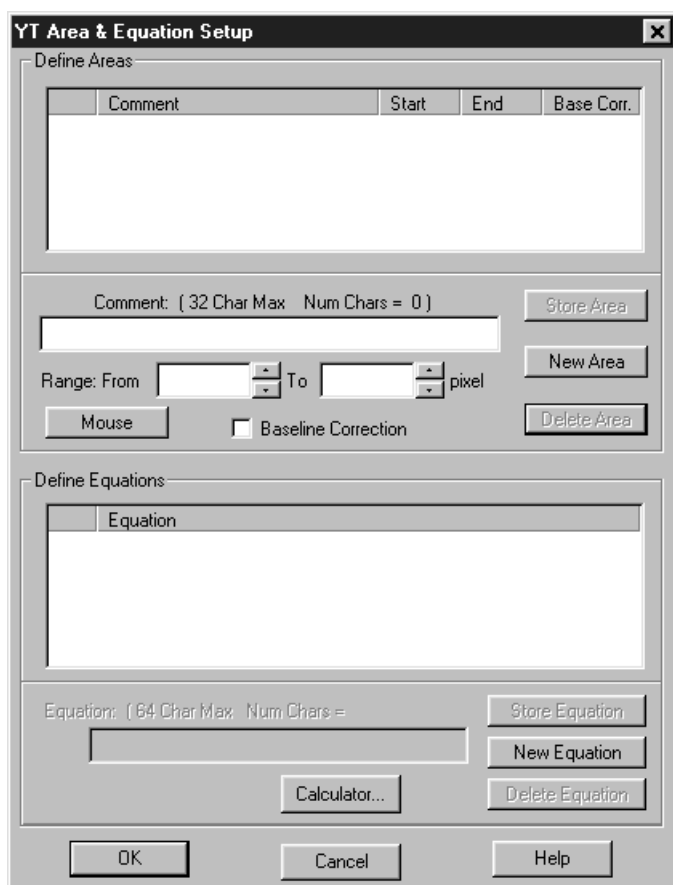 YT Area & Equation Setup
Define Areas
Comment Start End Base Corr.
Comment: ( 32 Char Max Num Chars = 0 )
Store Area
New Area
Range: From To pixel
Mouse
Baseline Correction
Delete Area
Define Equations
Equation
Equation: ( 64 Char Max Num Chars =
Store Equation
New Equation
Calculator...
Delete Equation
OK Cancel Help